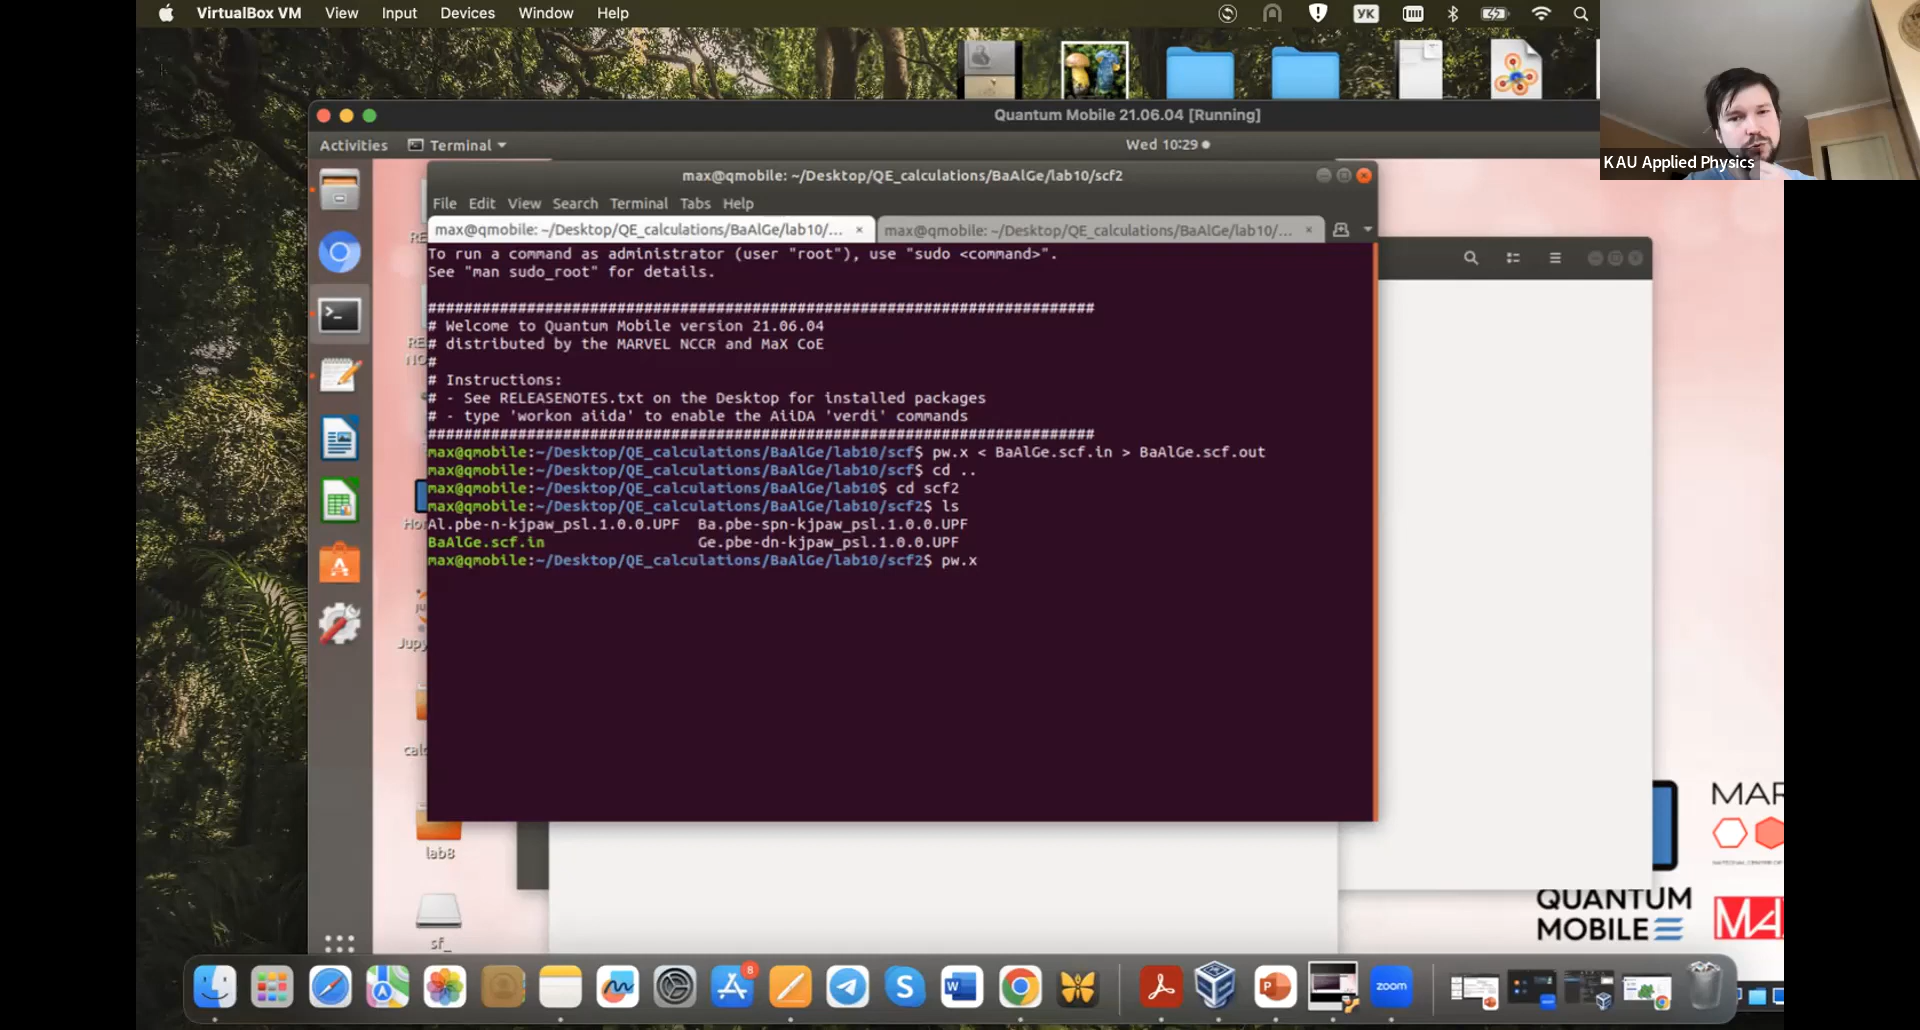 VirtualBox VM View Input Devices Window Help
УК
Quantum Mobile 21.06.04 [Running]
Activities Terminal Wed 10:29
KAU Applied Physics
max@qmobile: ~/Desktop/QE_calculations/BaAlGe/lab10/scf2
File Edit View Search Terminal Tabs Help
max@qmobile: ~/Desktop/QE_calculations/BaAlGe/lab10/... × max@qmobile: ~/Desktop/QE_calculations/BaAlGe/lab10/... ×
To run a command as administrator (user "root"), use "sudo <command>".
See "man sudo_root" for details.
##########################################################################
# Welcome to Quantum Mobile version 21.06.04
# distributed by the MARVEL NCCR and MaX CoE
#
# Instructions:
# - See RELEASENOTES.txt on the Desktop for installed packages
# - type 'workon aiida' to enable the AiiDA 'verdi' commands
##########################################################################
max@qmobile:~/Desktop/QE_calculations/BaAlGe/lab10/scf$ pw.x < BaAlGe.scf.in > BaAlGe.scf.out
max@qmobile:~/Desktop/QE_calculations/BaAlGe/lab10/scf$ cd ..
max@qmobile:~/Desktop/QE_calculations/BaAlGe/lab10$ cd scf2
max@qmobile:~/Desktop/QE_calculations/BaAlGe/lab10/scf2$ ls
Al.pbe-n-kjpaw_psl.1.0.0.UPF Ba.pbe-spn-kjpaw_psl.1.0.0.UPF
BaAlGe.scf.in Ge.pbe-dn-kjpaw_psl.1.0.0.UPF
max@qmobile:~/Desktop/QE_calculations/BaAlGe/lab10/scf2$ pw.x
lab8
sf_
MAR
QUANTUM
MOBILE
MA
8
zoom